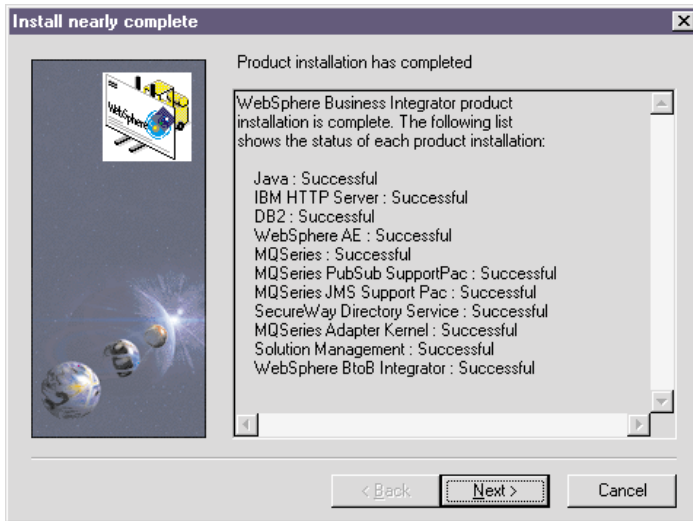 Install nearly complete
WebSphere
Product installation has completed
WebSphere Business Integrator product
installation is complete. The following list
shows the status of each product installation:
Java : Successful
IBM HTTP Server : Successful
DB2 : Successful
WebSphere AE : Successful
MQSeries : Successful
MQSeries PubSub SupportPac : Successful
MQSeries JMS Support Pac : Successful
SecureWay Directory Service : Successful
MQSeries Adapter Kernel : Successful
Solution Management : Successful
WebSphere BtoB Integrator : Successful
< Back
Next >
Cancel